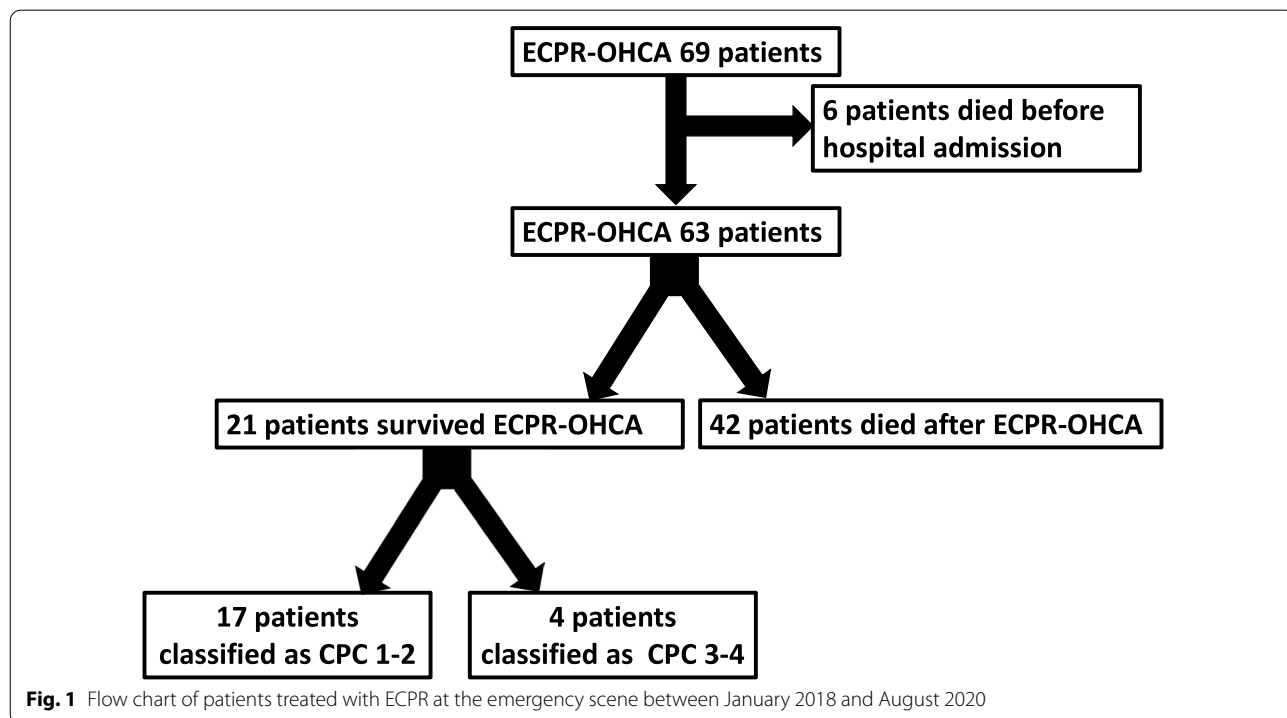 ECPR-OHCA 69 patients
6 patients died before
hospital admission
ECPR-OHCA 63 patients
21 patients survived ECPR-OHCA
42 patients died after ECPR-OHCA
17 patients
classified as CPC 1-2
4 patients
classified as CPC 3-4
Fig. 1 Flow chart of patients treated with ECPR at the emergency scene between January 2018 and August 2020